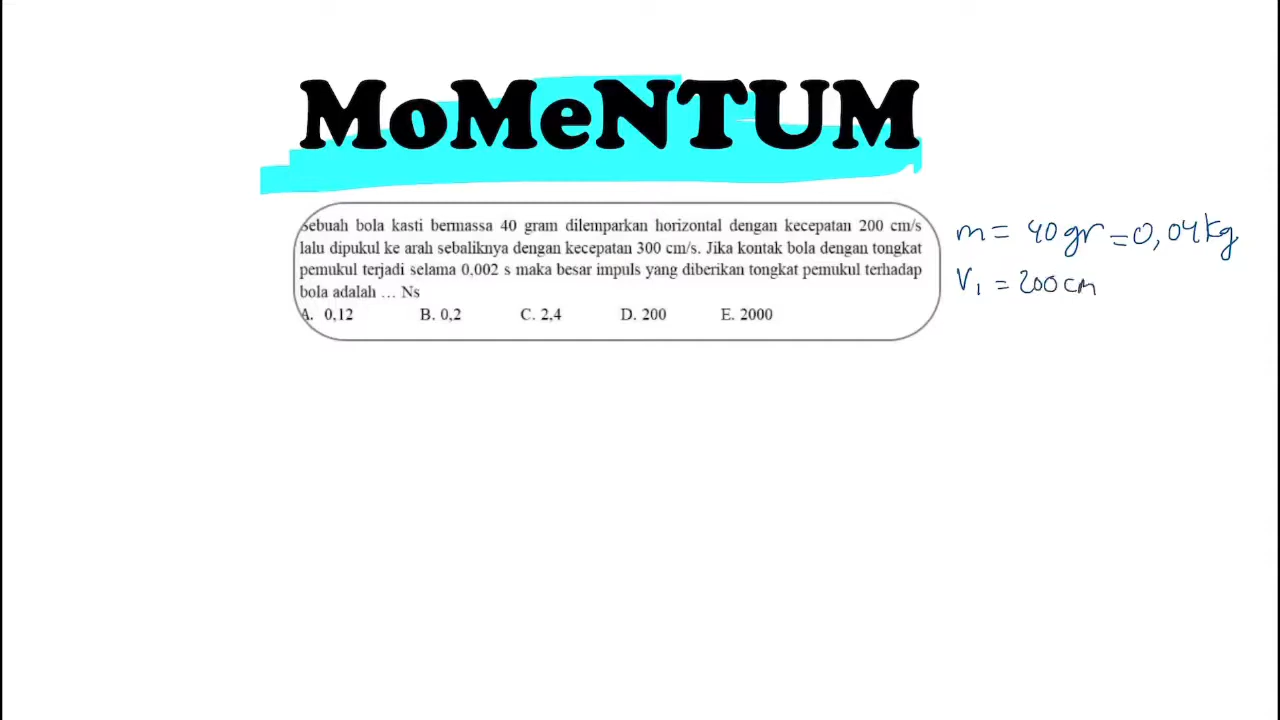 MoMeNTUM
Sebuah bola kasti bermassa 40 gram dilemparkan horizontal dengan kecepatan 200 cm/s
lalu dipukul ke arah sebaliknya dengan kecepatan 300 cm/s. Jika kontak bola dengan tongkat
pemukul terjadi selama 0,002 s maka besar impuls yang diberikan tongkat pemukul terhadap
bola adalah … Ns
A. 0,12 B. 0,2 C. 2,4 D. 200 E. 2000
m = 40 gr = 0,04 kg
V₁ = 200 cm